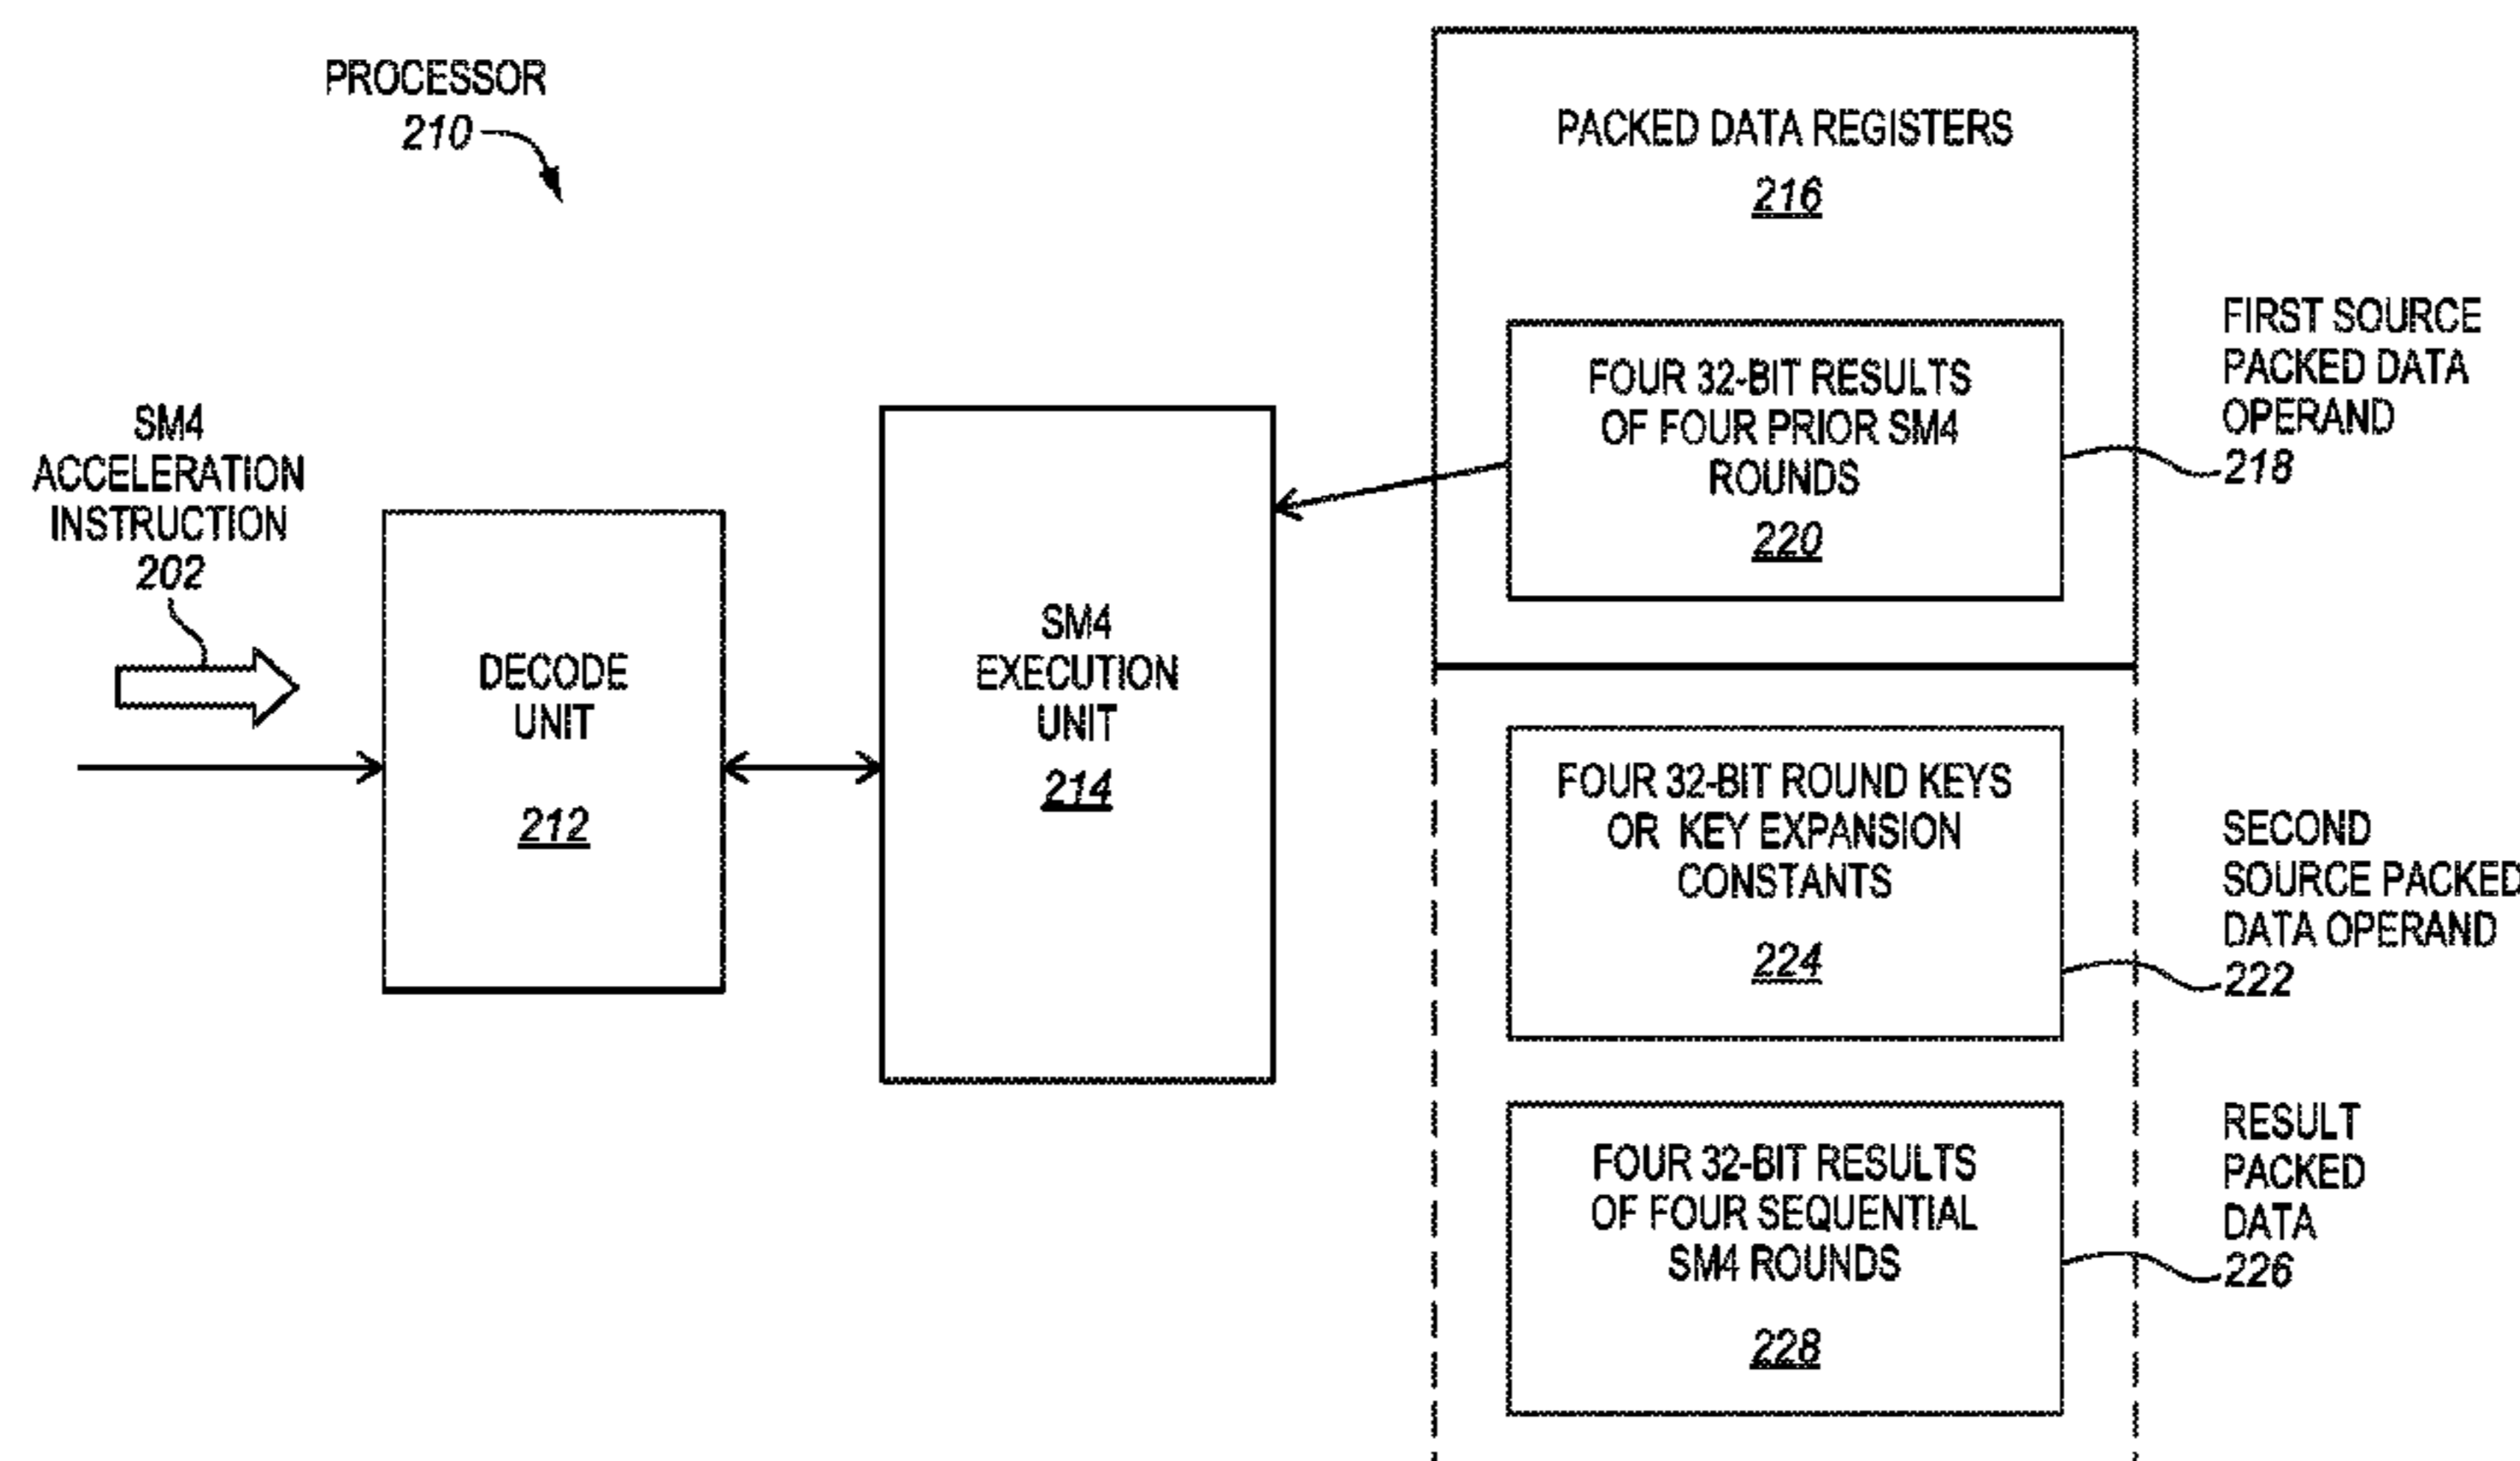 PROCESSOR
210
SM4
ACCELERATION
INSTRUCTION
202
DECODE
UNIT
212
SM4
EXECUTION
UNIT
214
PACKED DATA REGISTERS
216
FOUR 32-BIT RESULTS
OF FOUR PRIOR SM4
ROUNDS
220
FIRST SOURCE
PACKED DATA
OPERAND
218
FOUR 32-BIT ROUND KEYS
OR KEY EXPANSION
CONSTANTS
224
SECOND
SOURCE PACKED
DATA OPERAND
222
FOUR 32-BIT RESULTS
OF FOUR SEQUENTIAL
SM4 ROUNDS
228
RESULT
PACKED
DATA
226